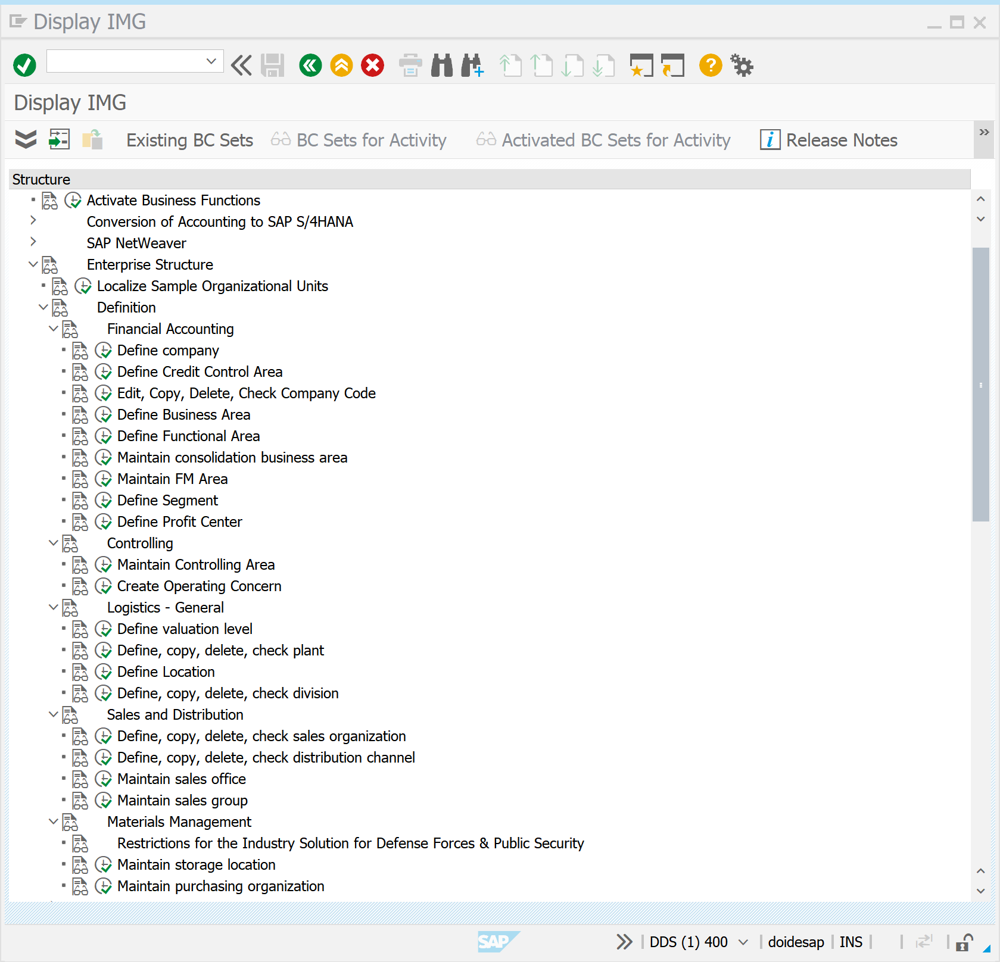 Display IMG
Display IMG
Existing BC Sets BC Sets for Activity Activated BC Sets for Activity i Release Notes
Structure
Activate Business Functions
Conversion of Accounting to SAP S/4HANA
SAP NetWeaver
Enterprise Structure
Localize Sample Organizational Units
Definition
Financial Accounting
Define company
Define Credit Control Area
Edit, Copy, Delete, Check Company Code
Define Business Area
Define Functional Area
Maintain consolidation business area
Maintain FM Area
Define Segment
Define Profit Center
Controlling
Maintain Controlling Area
Create Operating Concern
Logistics - General
Define valuation level
Define, copy, delete, check plant
Define Location
Define, copy, delete, check division
Sales and Distribution
Define, copy, delete, check sales organization
Define, copy, delete, check distribution channel
Maintain sales office
Maintain sales group
Materials Management
Restrictions for the Industry Solution for Defense Forces & Public Security
Maintain storage location
Maintain purchasing organization
SAP DDS (1) 400 doidesap INS